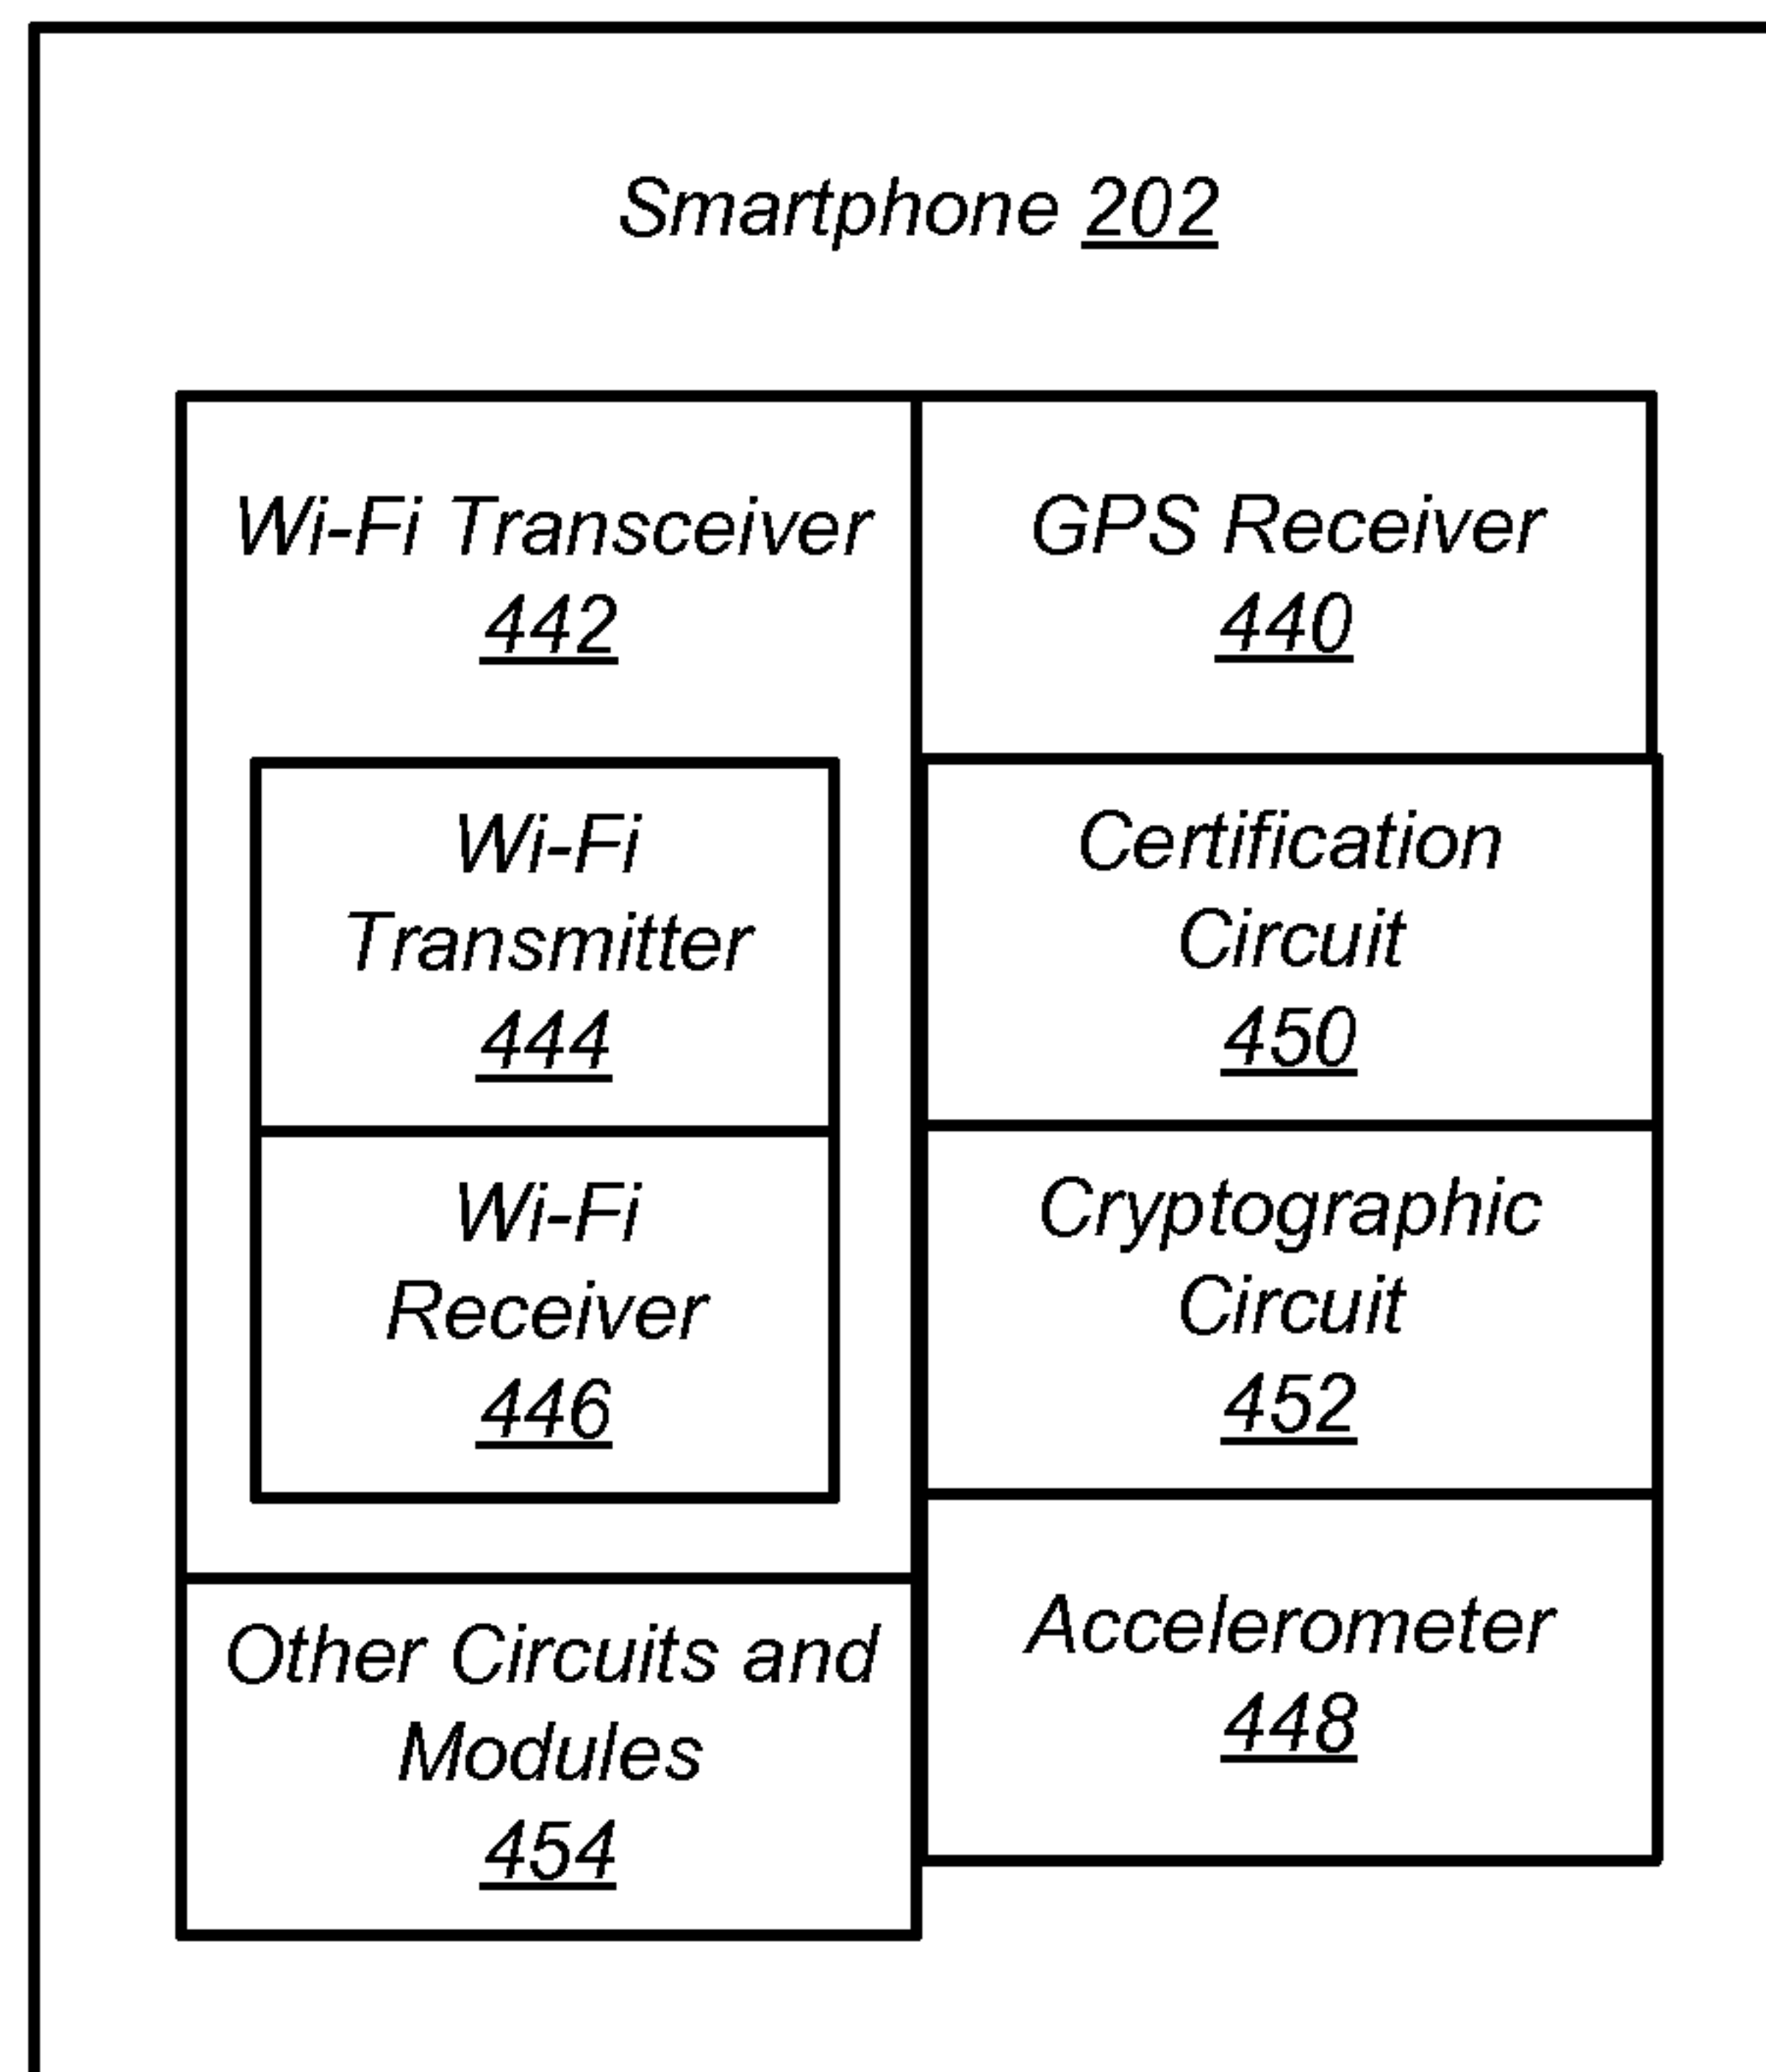 Smartphone 202
Wi-Fi Transceiver
442
Wi-Fi
Transmitter
444
Wi-Fi
Receiver
446
Other Circuits and
Modules
454
GPS Receiver
440
Certification
Circuit
450
Cryptographic
Circuit
452
Accelerometer
448